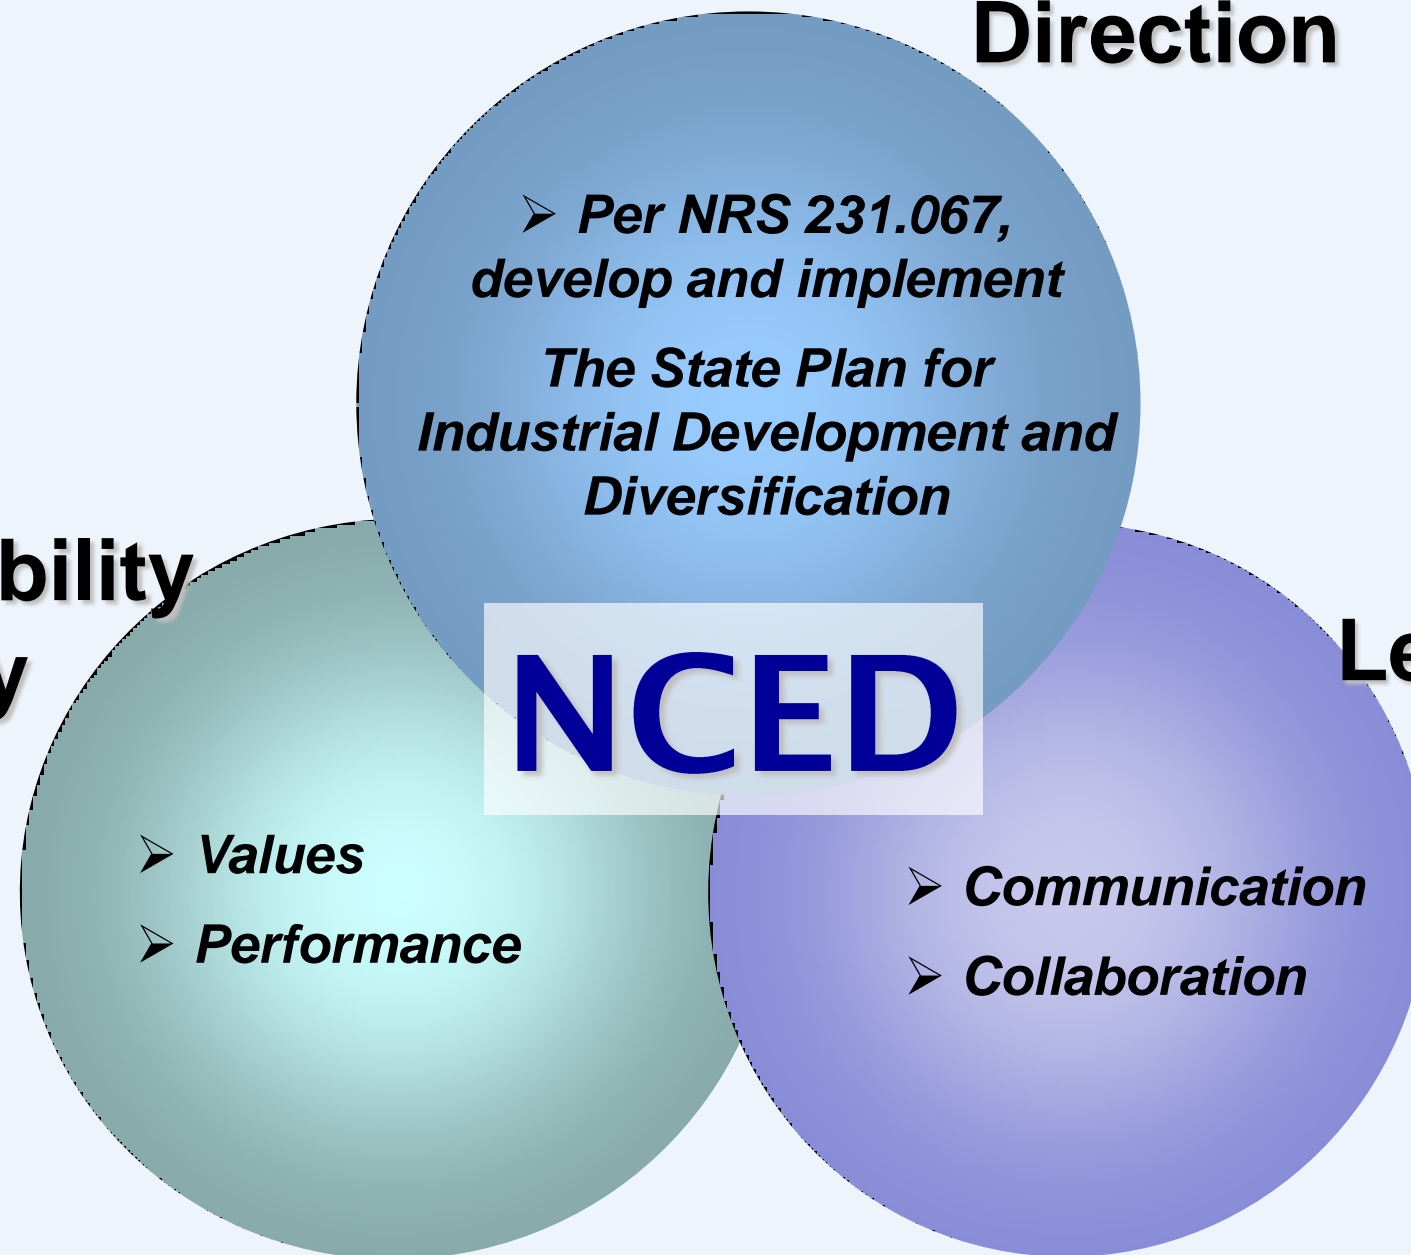 Direction
➢ Per NRS 231.067,
develop and implement
The State Plan for
Industrial Development and
Diversification
NCED
➢ Values
➢ Performance
➢ Communication
➢ Collaboration